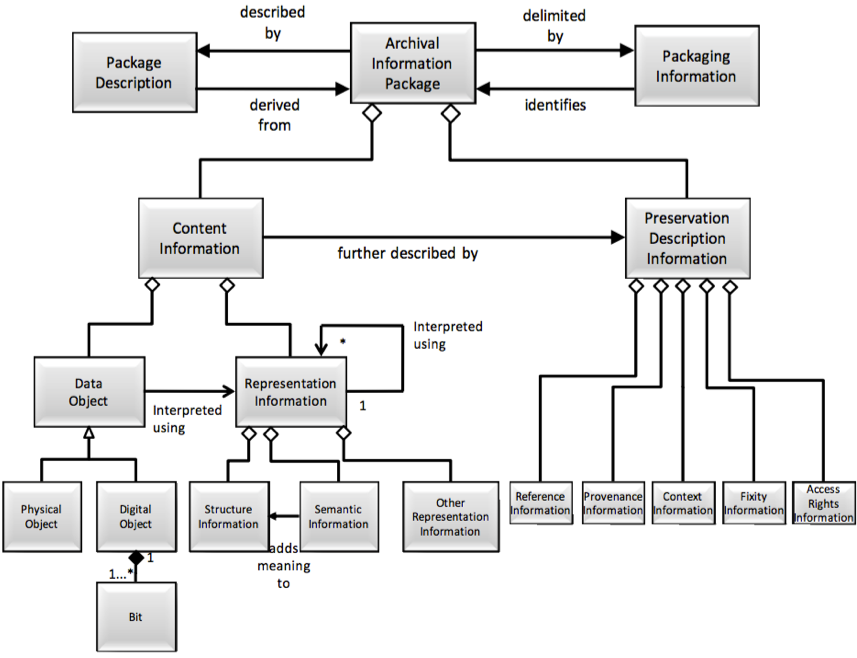 described
by
delimited
by
Package
Description
Archival
Information
Package
Packaging
Information
derived
from
identifies
Content
Information
further described by
Preservation
Description
Information
Data
Object
Interpreted
using
Representation
Information
*
Interpreted
using
1
Physical
Object
Digital
Object
Structure
Information
Semantic
Information
Other
Representation
Information
Reference
Information
Provenance
Information
Context
Information
Fixity
Information
Access
Rights
Information
adds
meaning
to
1
1...*
Bit